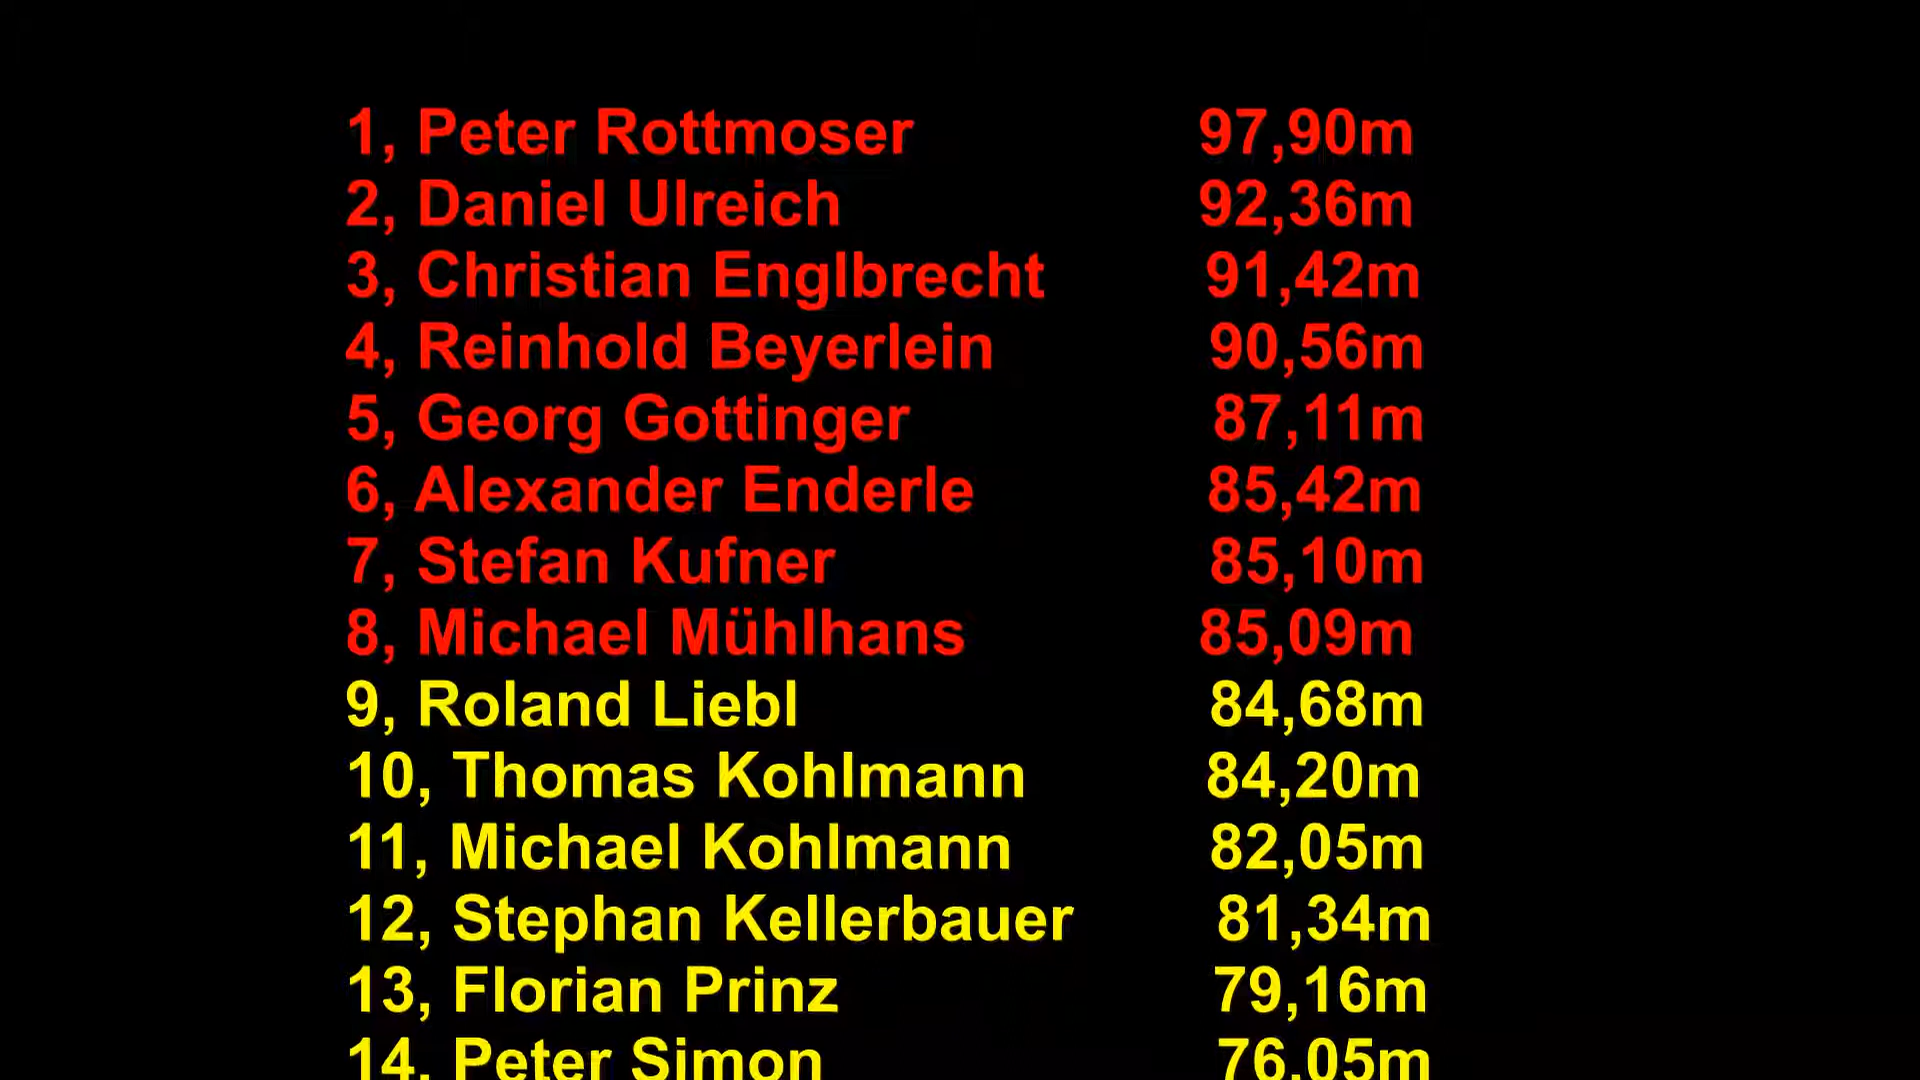 1, Peter Rottmoser 97,90m
2, Daniel Ulreich 92,36m
3, Christian Englbrecht 91,42m
4, Reinhold Beyerlein 90,56m
5, Georg Gottinger 87,11m
6, Alexander Enderle 85,42m
7, Stefan Kufner 85,10m
8, Michael Mühlhans 85,09m
9, Roland Liebl 84,68m
10, Thomas Kohlmann 84,20m
11, Michael Kohlmann 82,05m
12, Stephan Kellerbauer 81,34m
13, Florian Prinz 79,16m
14, Peter Simon 76,05m